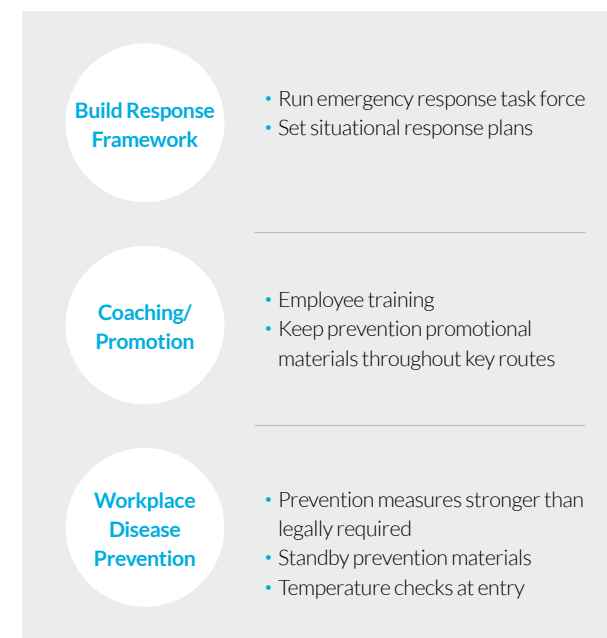 Build Response
Framework
• Run emergency response task force
• Set situational response plans
Coaching/
Promotion
• Employee training
• Keep prevention promotional
materials throughout key routes
Workplace
Disease
Prevention
• Prevention measures stronger than
legally required
• Standby prevention materials
• Temperature checks at entry